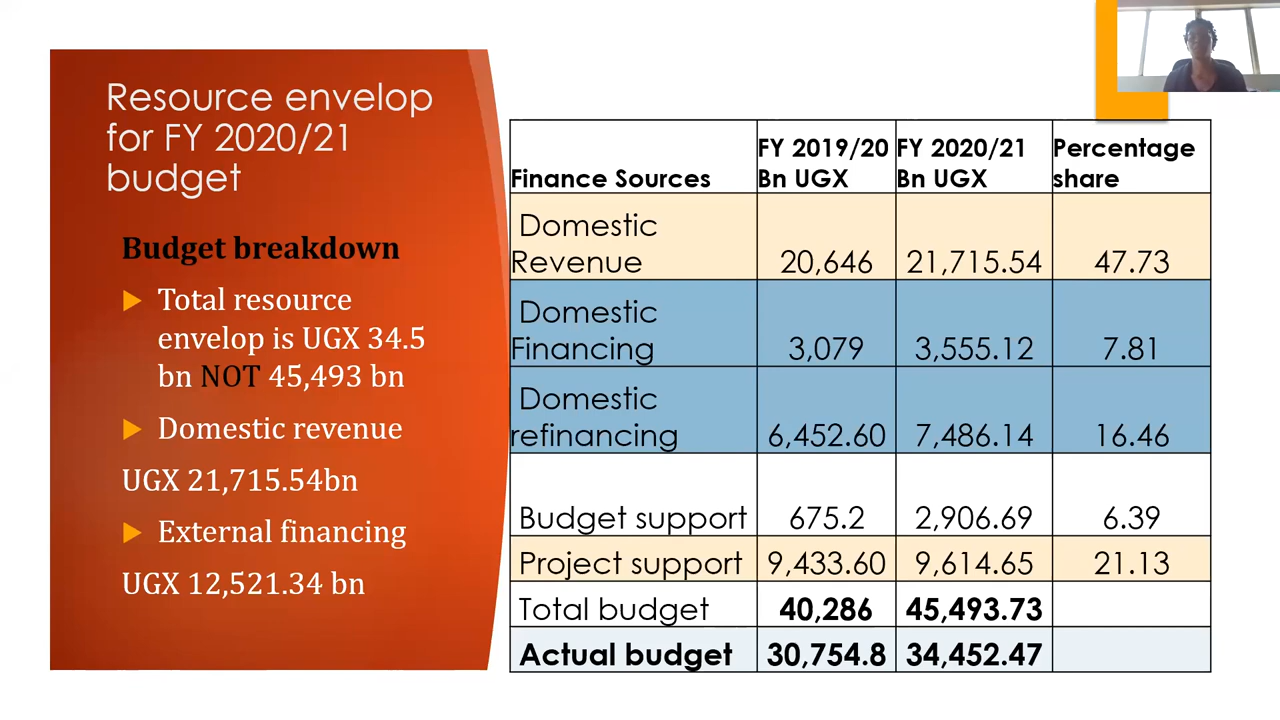 Resource envelop
for FY 2020/21
budget
Budget breakdown
Total resource
envelop is UGX 34.5
bn NOT 45,493 bn
Domestic revenue
UGX 21,715.54bn
External financing
UGX 12,521.34 bn
Finance Sources FY 2019/20 Bn UGX FY 2020/21 Bn UGX Percentage share
Domestic
Revenue 20,646 21,715.54 47.73
Domestic
Financing 3,079 3,555.12 7.81
Domestic
refinancing 6,452.60 7,486.14 16.46
Budget support 675.2 2,906.69 6.39
Project support 9,433.60 9,614.65 21.13
Total budget 40,286 45,493.73
Actual budget 30,754.8 34,452.47